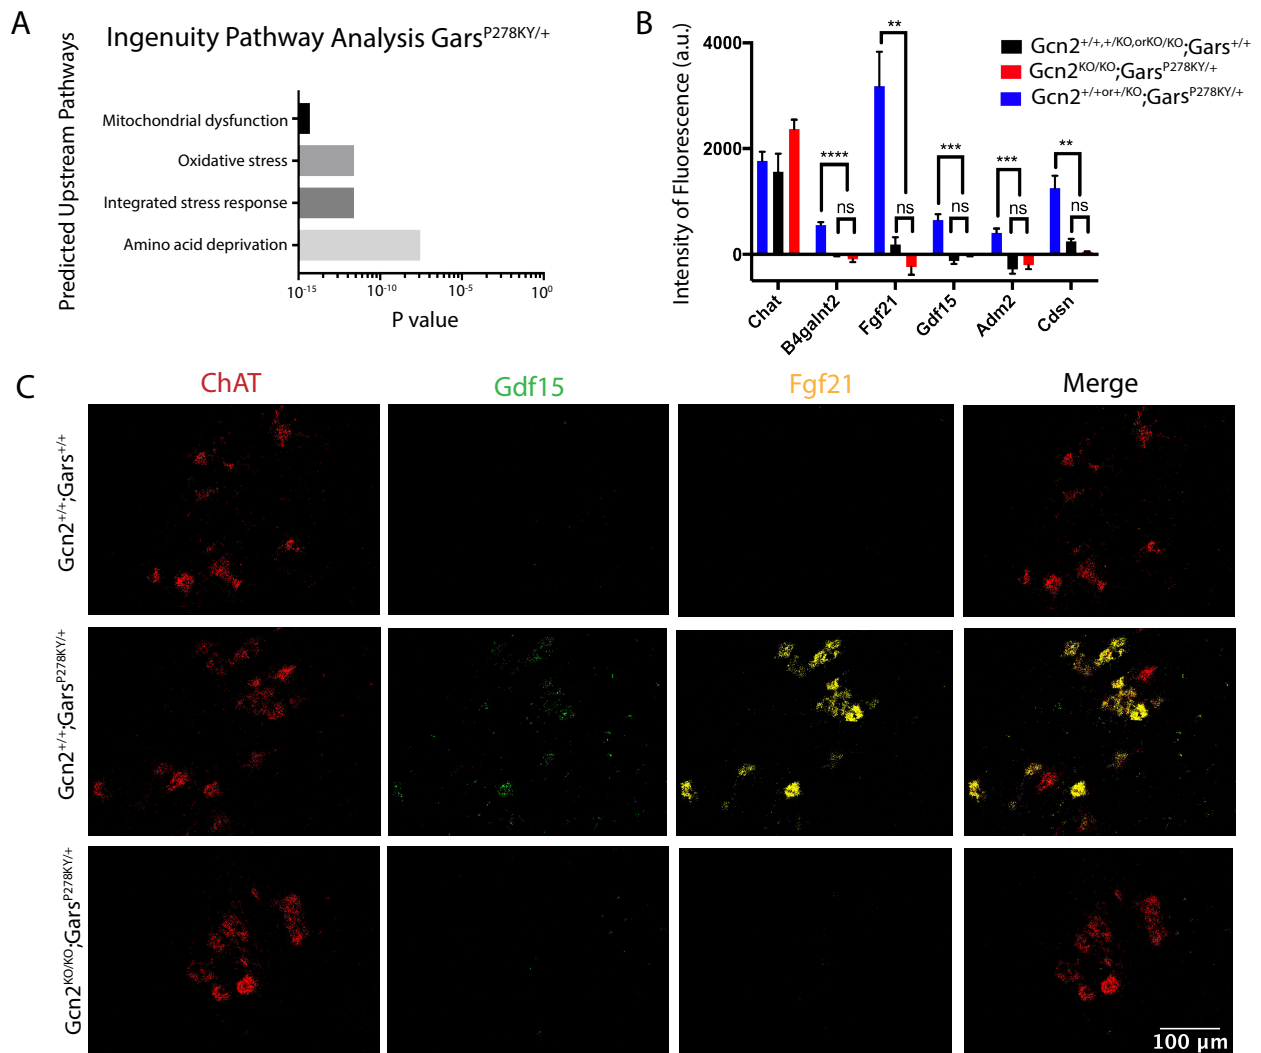 A
Ingenuity Pathway Analysis Gars^P278KY/+
Predicted Upstream Pathways
Mitochondrial dysfunction
Oxidative stress
Integrated stress response
Amino acid deprivation
10^-15 10^-10 10^-5 10^0
P value
B
Intensity of Fluorescence (a.u.)
4000
2000
0
**
****
***
***
**
ns
ns
ns
ns
ns
Gcn2^+/+,+/KO,orKO/KO;Gars^+/+
Gcn2^KO/KO;Gars^P278KY/+
Gcn2^+/+or+/KO;Gars^P278KY/+
Chat
B4galnt2
Fgf21
Gdf15
Adm2
Cdsn
C
ChAT
Gdf15
Fgf21
Merge
Gcn2^+/+;Gars^+/+
Gcn2^+/+;Gars^P278KY/+
Gcn2^KO/KO;Gars^P278KY/+
100 µm